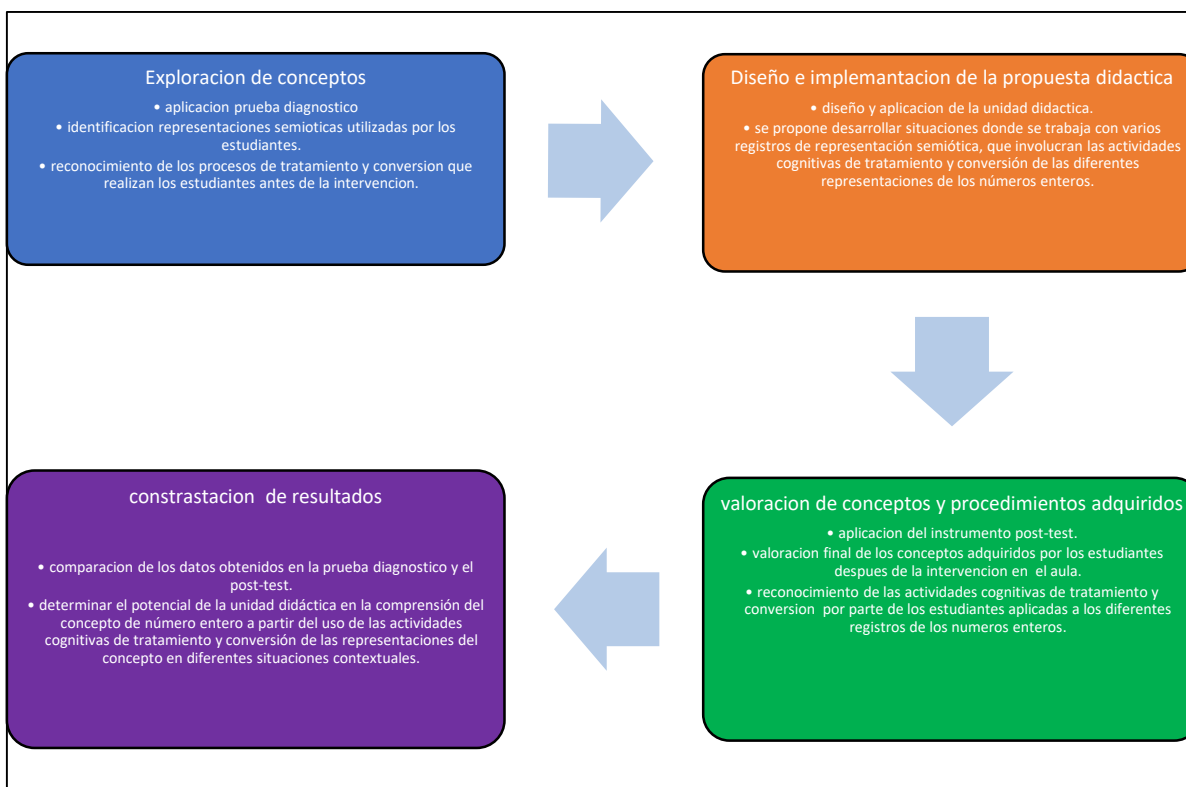 Exploracion de conceptos
• aplicacion prueba diagnostico
• identificacion representaciones semioticas utilizadas por los
estudiantes.
• reconocimiento de los procesos de tratamiento y conversion que
realizan los estudiantes antes de la intervencion.
Diseño e implemantacion de la propuesta didactica
• diseño y aplicacion de la unidad didactica.
• se propone desarrollar situaciones donde se trabaja con varios
registros de representación semiótica, que involucran las actividades
cognitivas de tratamiento y conversión de las diferentes
representaciones de los números enteros.
valoracion de conceptos y procedimientos adquiridos
• aplicacion del instrumento post-test.
• valoracion final de los conceptos adquiridos por los estudiantes
despues de la intervencion en el aula.
• reconocimiento de las actividades cognitivas de tratamiento y
conversion por parte de los estudiantes aplicadas a los diferentes
registros de los numeros enteros.
constrastacion de resultados
• comparacion de los datos obtenidos en la prueba diagnostico y el
post-test.
• determinar el potencial de la unidad didáctica en la comprensión del
concepto de número entero a partir del uso de las actividades
cognitivas de tratamiento y conversión de las representaciones del
concepto en diferentes situaciones contextuales.